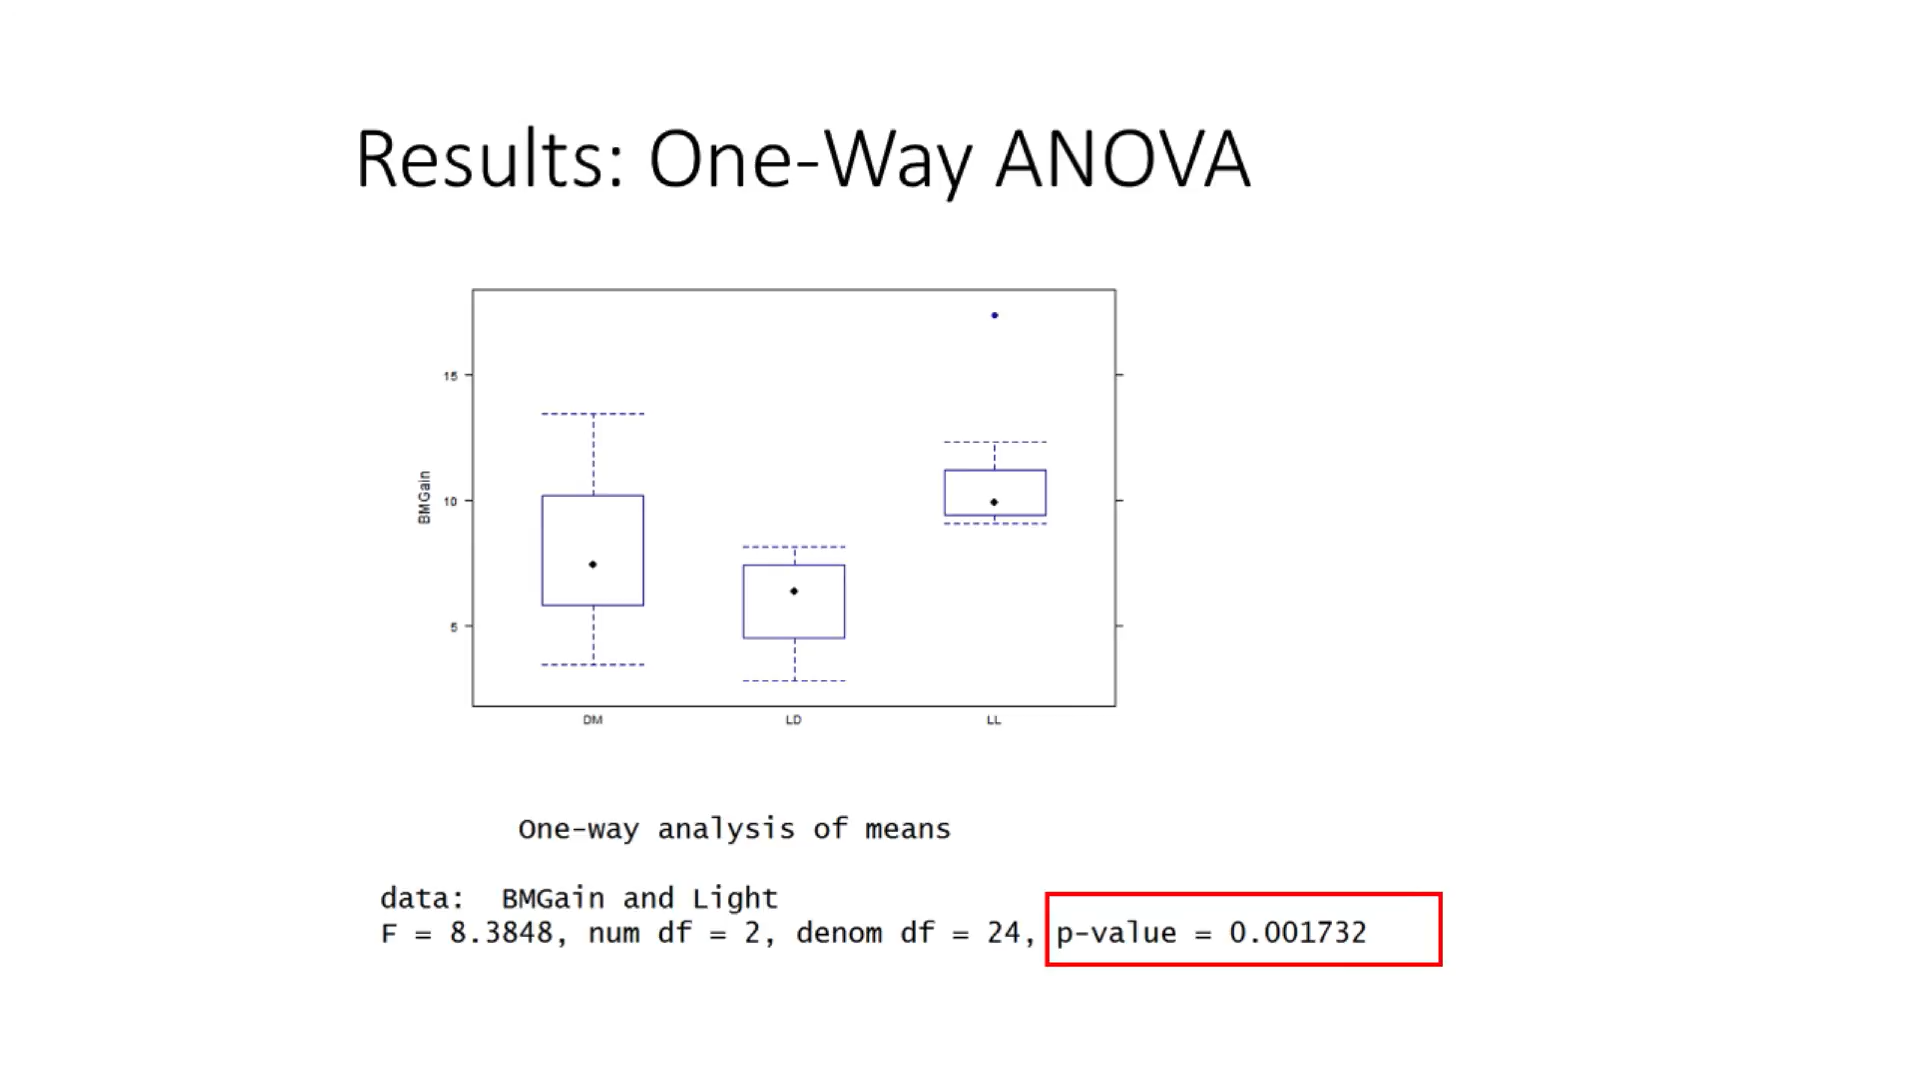 Results: One-Way ANOVA
15
10
5
BMGain
DM LD LL
One-way analysis of means
data: BMGain and Light
F = 8.3848, num df = 2, denom df = 24, p-value = 0.001732